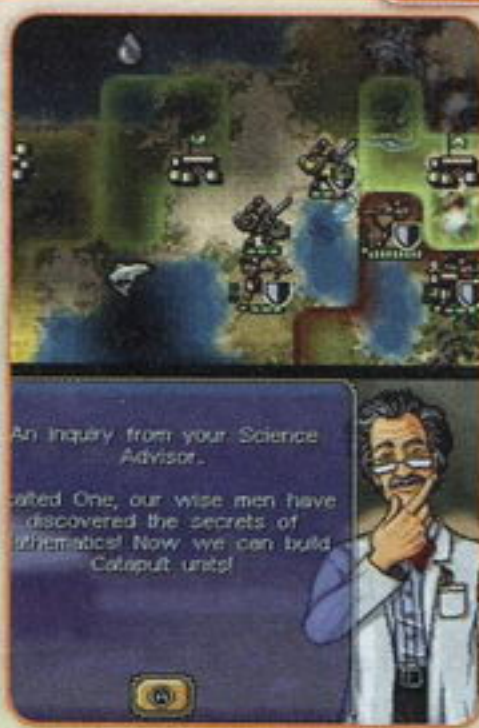 An Inquiry from your Science
Advisor.
alted One, our wise men have
discovered the secrets of
athematics! Now we can build
Catapult units!